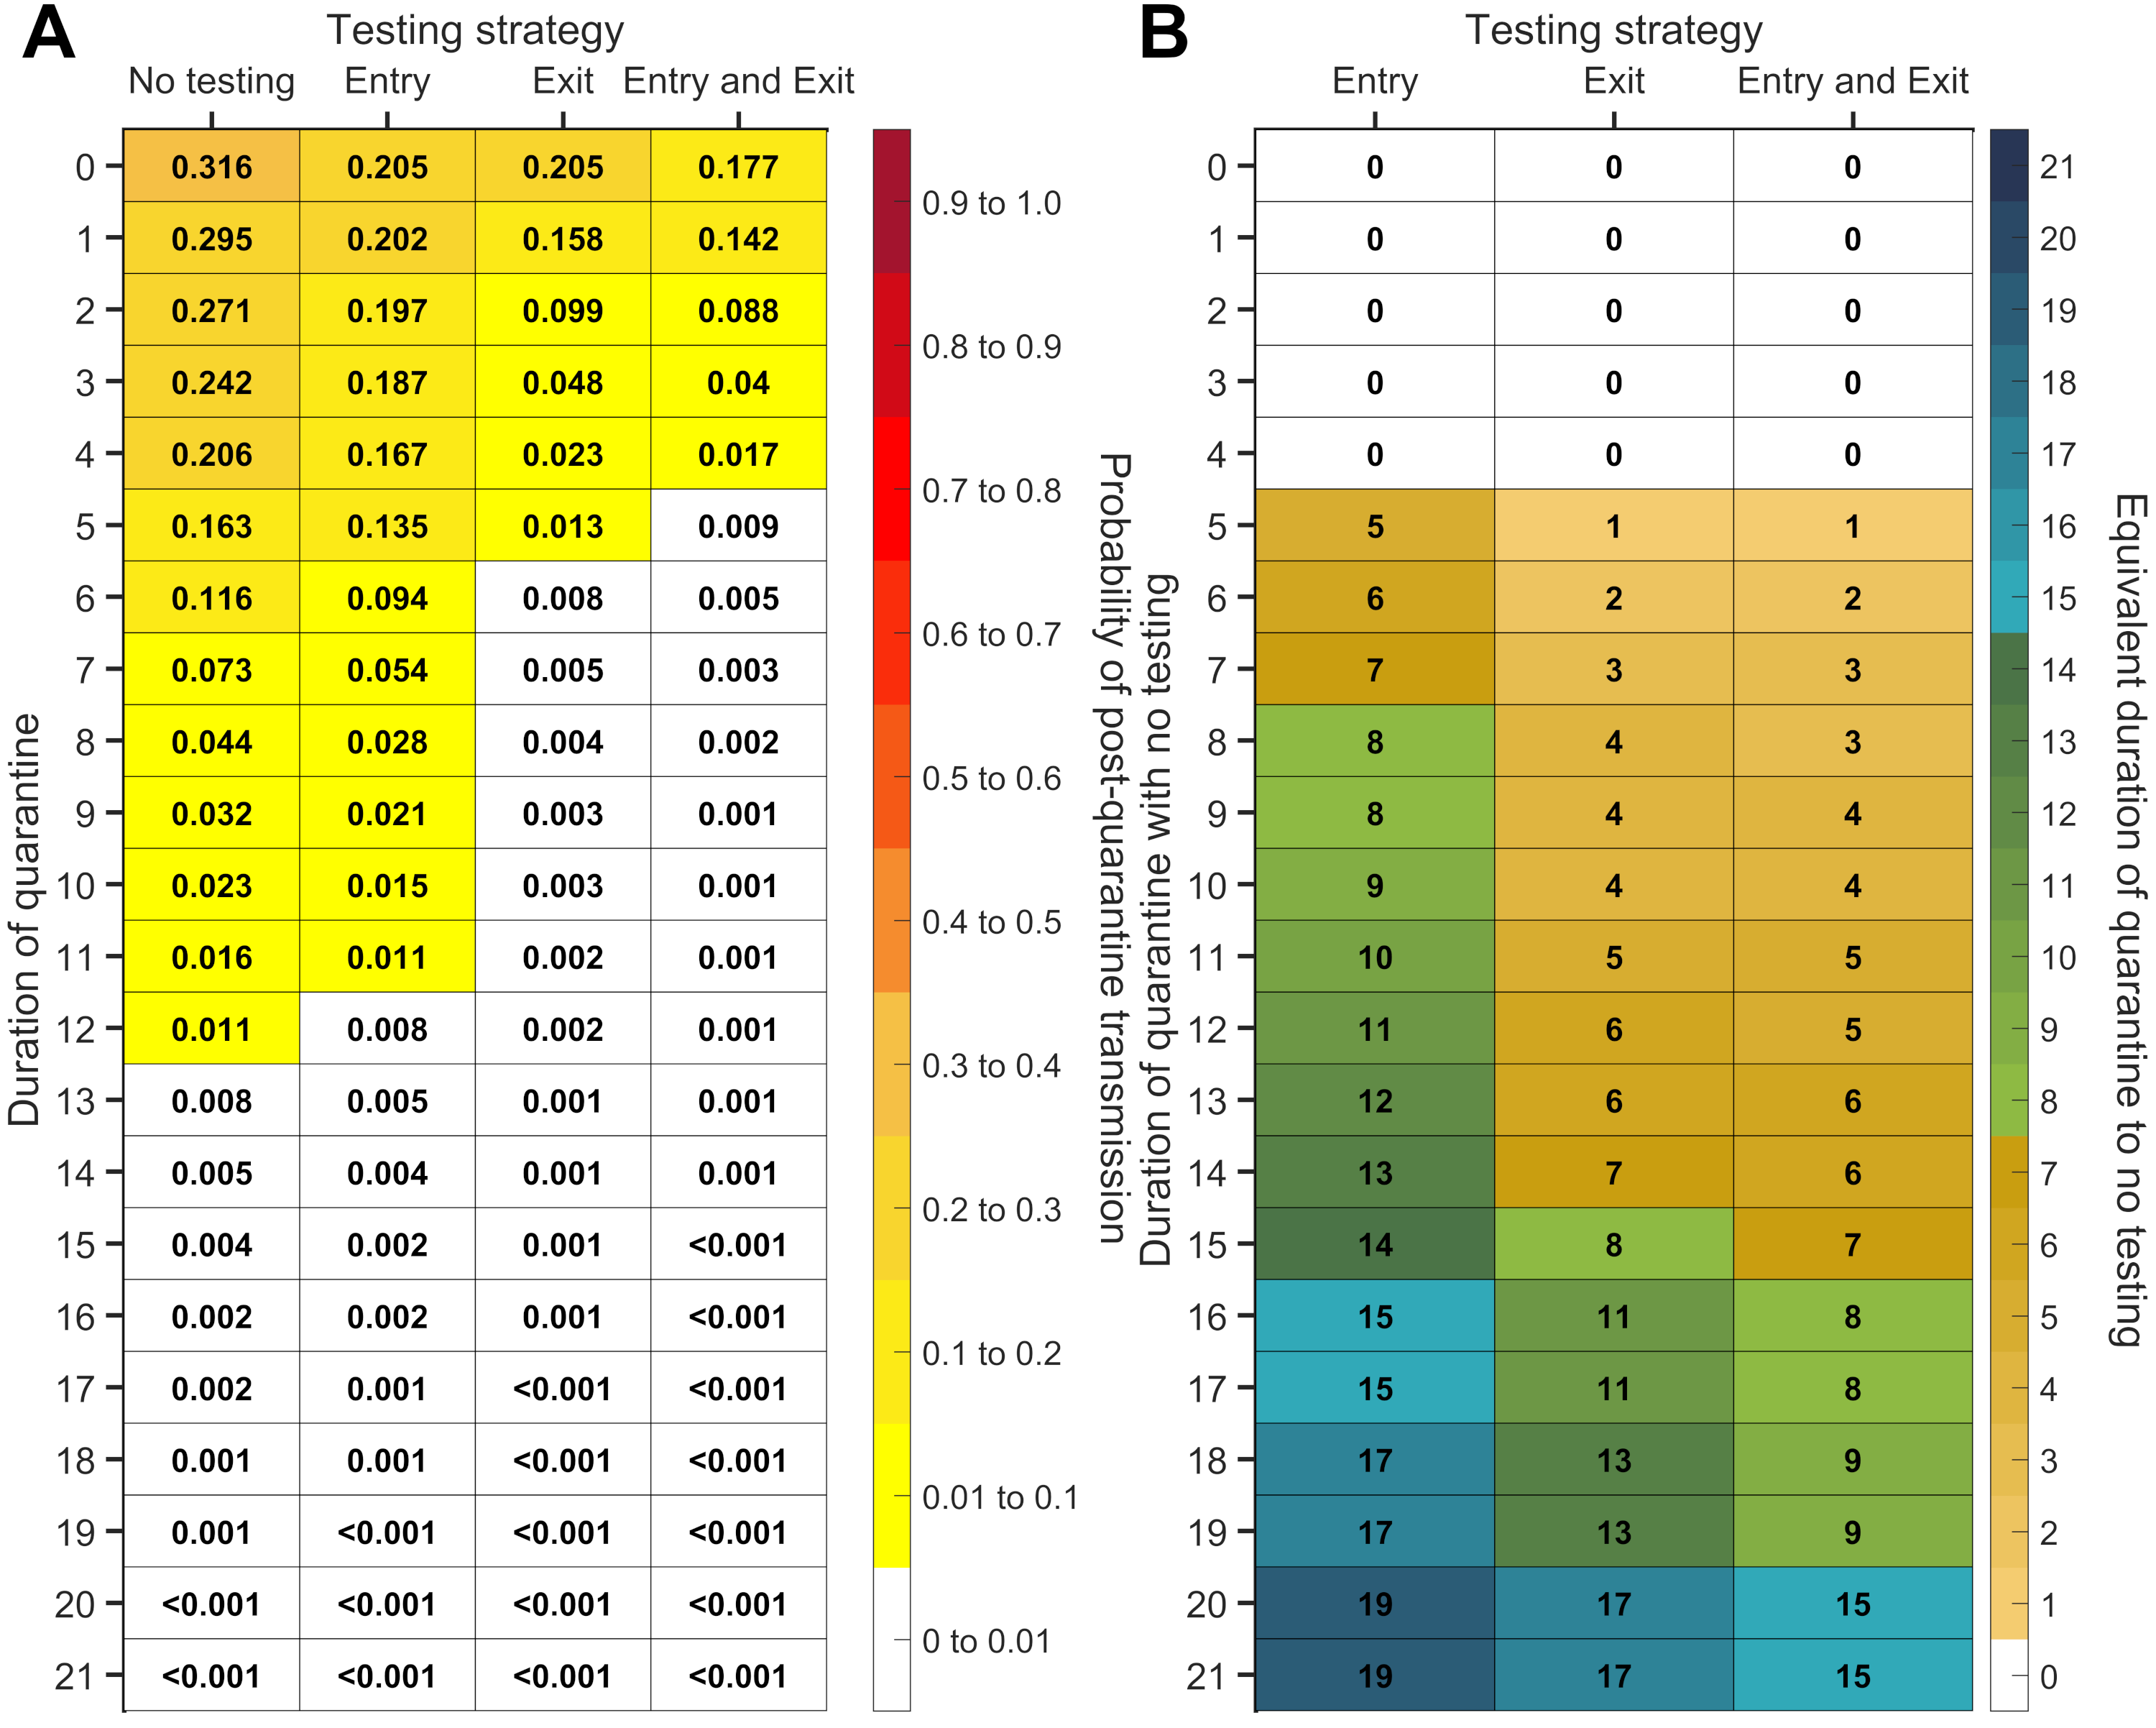 A
Testing strategy
No testing Entry Exit Entry and Exit
0 0.316 0.205 0.205 0.177
1 0.295 0.202 0.158 0.142
2 0.271 0.197 0.099 0.088
3 0.242 0.187 0.048 0.04
4 0.206 0.167 0.023 0.017
5 0.163 0.135 0.013 0.009
6 0.116 0.094 0.008 0.005
7 0.073 0.054 0.005 0.003
8 0.044 0.028 0.004 0.002
9 0.032 0.021 0.003 0.001
10 0.023 0.015 0.003 0.001
11 0.016 0.011 0.002 0.001
12 0.011 0.008 0.002 0.001
13 0.008 0.005 0.001 0.001
14 0.005 0.004 0.001 0.001
15 0.004 0.002 0.001 <0.001
16 0.002 0.002 0.001 <0.001
17 0.002 0.001 <0.001 <0.001
18 0.001 0.001 <0.001 <0.001
19 0.001 <0.001 <0.001 <0.001
20 <0.001 <0.001 <0.001 <0.001
21 <0.001 <0.001 <0.001 <0.001
Duration of quarantine
0.9 to 1.0
0.8 to 0.9
0.7 to 0.8
0.6 to 0.7
0.5 to 0.6
0.4 to 0.5
0.3 to 0.4
0.2 to 0.3
0.1 to 0.2
0.01 to 0.1
0 to 0.01
Probability of post-quarantine transmission
B
Testing strategy
Entry Exit Entry and Exit
0 0 0 0
1 0 0 0
2 0 0 0
3 0 0 0
4 0 0 0
5 5 1 1
6 6 2 2
7 7 3 3
8 8 4 3
9 8 4 4
10 9 4 4
11 10 5 5
12 11 6 5
13 12 6 6
14 13 7 6
15 14 8 7
16 15 11 8
17 15 11 8
18 17 13 9
19 17 13 9
20 19 17 15
21 19 17 15
Duration of quarantine with no testing
21
20
19
18
17
16
15
14
13
12
11
10
9
8
7
6
5
4
3
2
1
0
Equivalent duration of quarantine to no testing